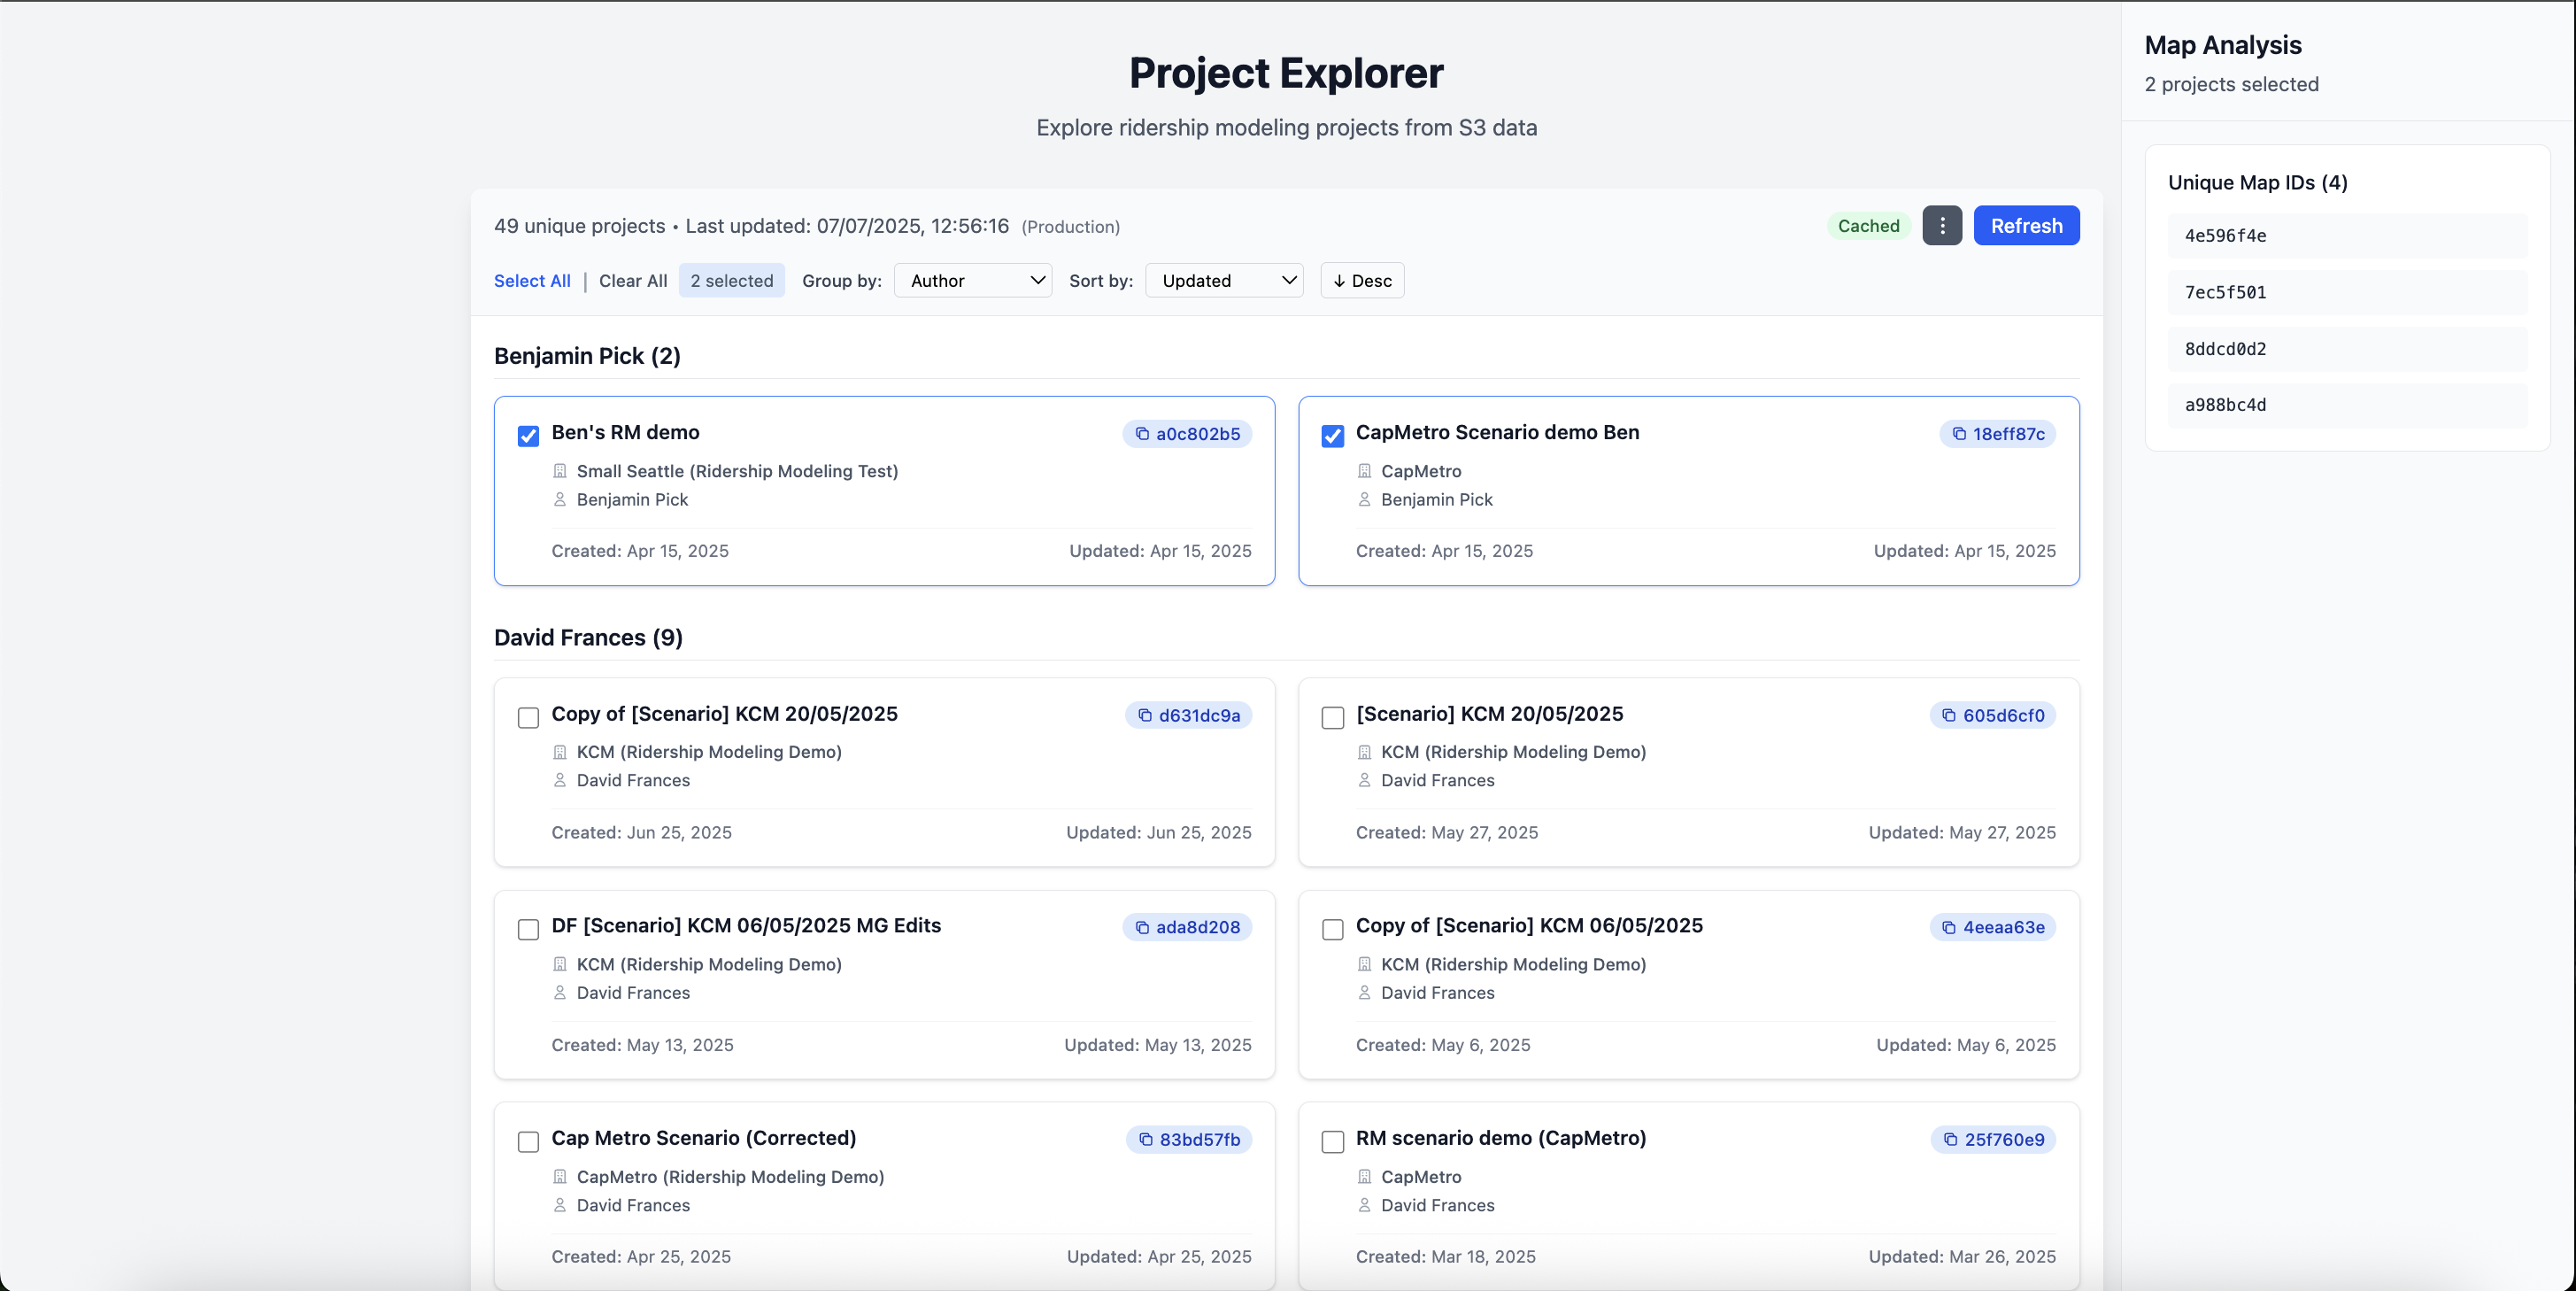 Project Explorer
Explore ridership modeling projects from S3 data
49 unique projects • Last updated: 07/07/2025, 12:56:16 (Production)
Cached
Refresh
Select All | Clear All 2 selected Group by: Author Sort by: Updated ↓ Desc
Benjamin Pick (2)
Ben's RM demo
a0c802b5
Small Seattle (Ridership Modeling Test)
Benjamin Pick
Created: Apr 15, 2025
Updated: Apr 15, 2025
CapMetro Scenario demo Ben
18eff87c
CapMetro
Benjamin Pick
Created: Apr 15, 2025
Updated: Apr 15, 2025
David Frances (9)
Copy of [Scenario] KCM 20/05/2025
d631dc9a
KCM (Ridership Modeling Demo)
David Frances
Created: Jun 25, 2025
Updated: Jun 25, 2025
[Scenario] KCM 20/05/2025
605d6cf0
KCM (Ridership Modeling Demo)
David Frances
Created: May 27, 2025
Updated: May 27, 2025
DF [Scenario] KCM 06/05/2025 MG Edits
ada8d208
KCM (Ridership Modeling Demo)
David Frances
Created: May 13, 2025
Updated: May 13, 2025
Copy of [Scenario] KCM 06/05/2025
4eeaa63e
KCM (Ridership Modeling Demo)
David Frances
Created: May 6, 2025
Updated: May 6, 2025
Cap Metro Scenario (Corrected)
83bd57fb
CapMetro (Ridership Modeling Demo)
David Frances
Created: Apr 25, 2025
Updated: Apr 25, 2025
RM scenario demo (CapMetro)
25f760e9
CapMetro
David Frances
Created: Mar 18, 2025
Updated: Mar 26, 2025
Map Analysis
2 projects selected
Unique Map IDs (4)
4e596f4e
7ec5f501
8ddcd0d2
a988bc4d